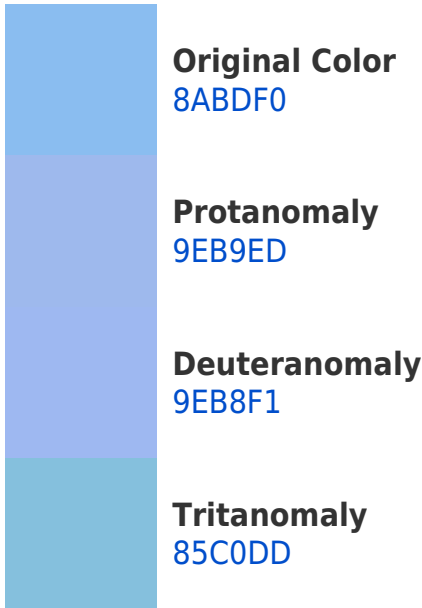 Original Color
8ABDF0
Protanomaly
9EB9ED
Deuteranomaly
9EB8F1
Tritanomaly
85C0DD